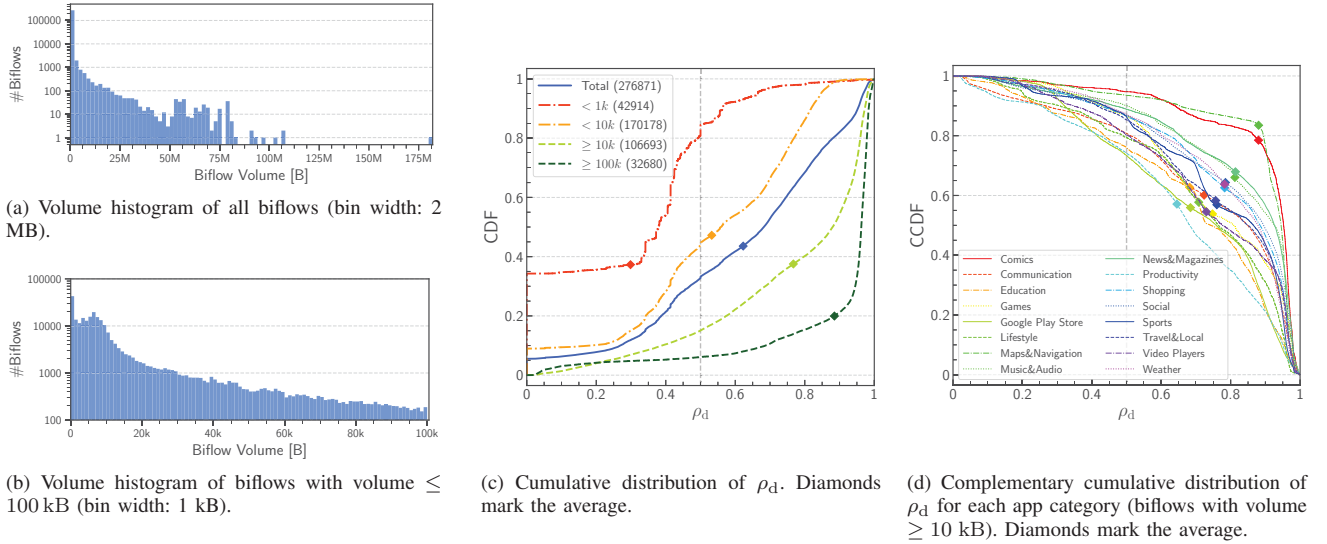 100000
10000
1000
100
10
1
#Biflows
0 25M 50M 75M 100M 125M 150M 175M
Biflow Volume [B]
(a) Volume histogram of all biflows (bin width: 2
MB).
100000
10000
1000
100
#Biflows
0 20k 40k 60k 80k 100k
Biflow Volume [B]
(b) Volume histogram of biflows with volume ≤
100 kB (bin width: 1 kB).
1
0.8
0.6
0.4
0.2
0
CDF
Total (276871)
< 1k (42914)
< 10k (170178)
≥ 10k (106693)
≥ 100k (32680)
0 0.2 0.4 0.6 0.8 1
ρd
(c) Cumulative distribution of ρd. Diamonds
mark the average.
1
0.8
0.6
0.4
0.2
0
CCDF
Comics
Communication
Education
Games
Google Play Store
Lifestyle
Maps&Navigation
Music&Audio
News&Magazines
Productivity
Shopping
Social
Sports
Travel&Local
Video Players
Weather
0 0.2 0.4 0.6 0.8 1
ρd
(d) Complementary cumulative distribution of
ρd for each app category (biflows with volume
≥ 10 kB). Diamonds mark the average.